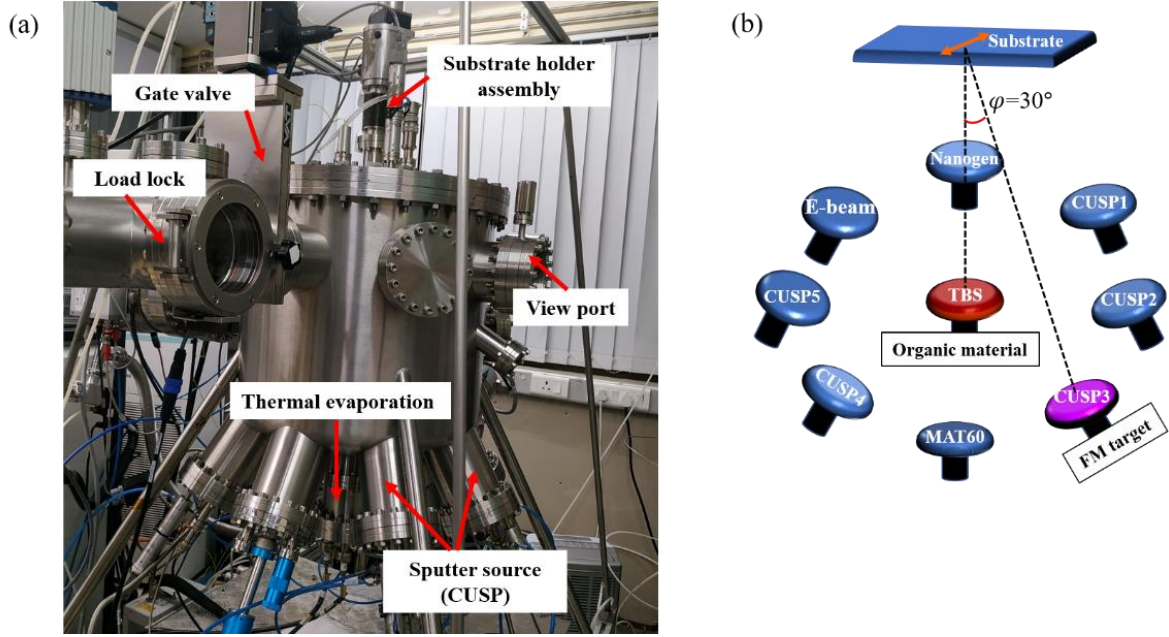 (a)
Gate valve
Substrate holder
assembly
Load lock
View port
Thermal evaporation
Sputter source
(CUSP)
(b)
Substrate
φ=30°
Nanogen
E-beam
CUSP1
CUSP5
TBS
CUSP2
Organic material
CUSP4
CUSP3
MAT60
FM target